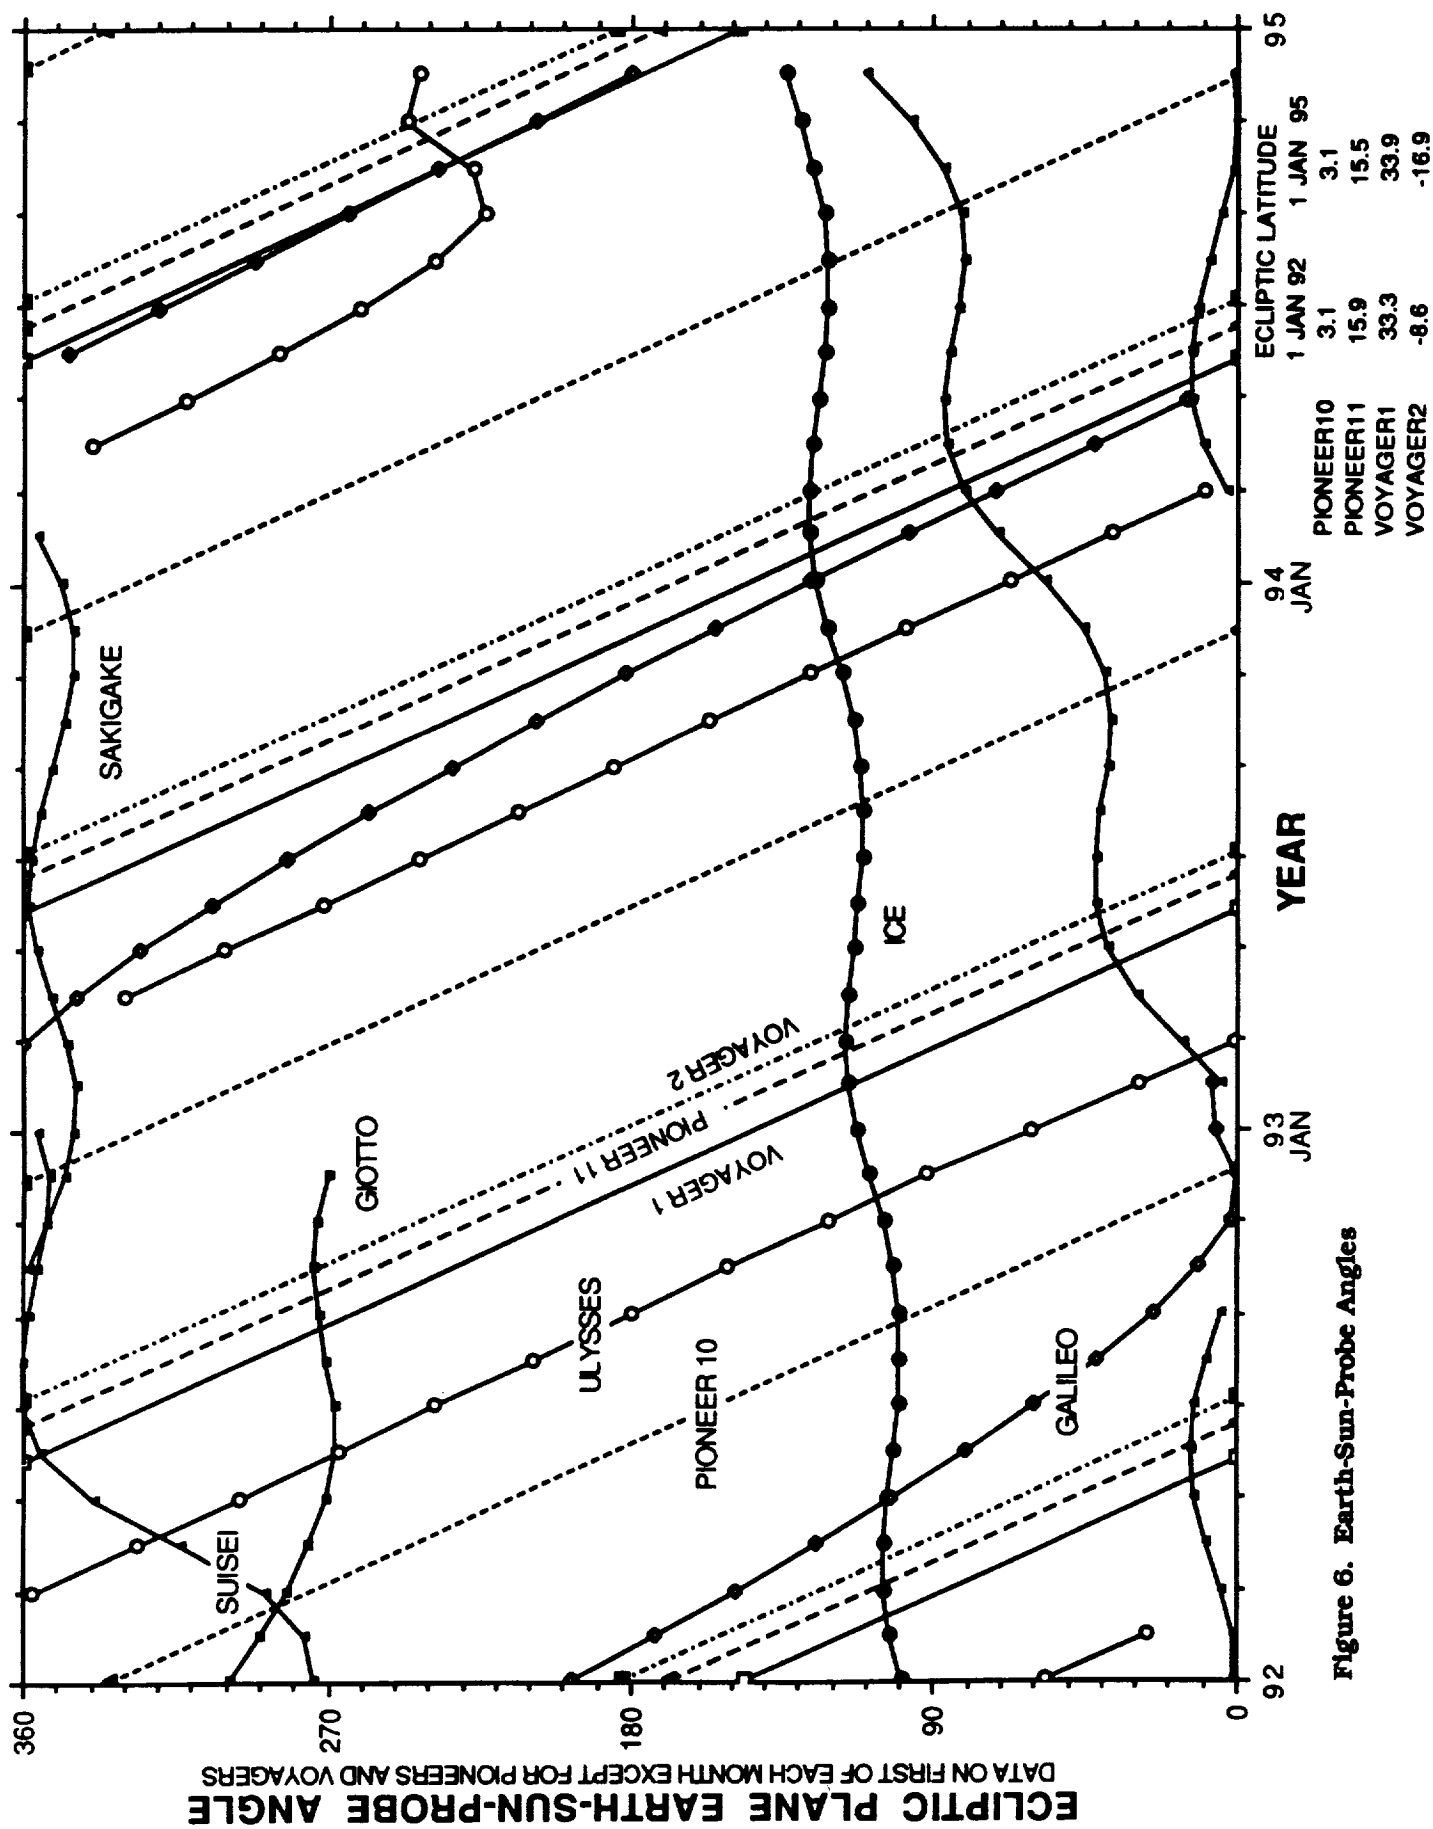 ECLIPTIC PLANE EARTH-SUN-PROBE ANGLE
DATA ON FIRST OF EACH MONTH EXCEPT FOR PIONEERS AND VOYAGERS
360
270
180
90
0
SAKIGAKE
GIOTTO
SUISEI
ULYSSES
PIONEER 10
GALILEO
VOYAGER 1
PIONEER 11
VOYAGER 2
ICE
92
93
JAN
94
JAN
95
YEAR
ECLIPTIC LATITUDE
1 JAN 92 1 JAN 95
PIONEER10 3.1 3.1
PIONEER11 15.9 15.5
VOYAGER1 33.3 33.9
VOYAGER2 -8.6 -16.9
Figure 6. Earth-Sun-Probe Angles